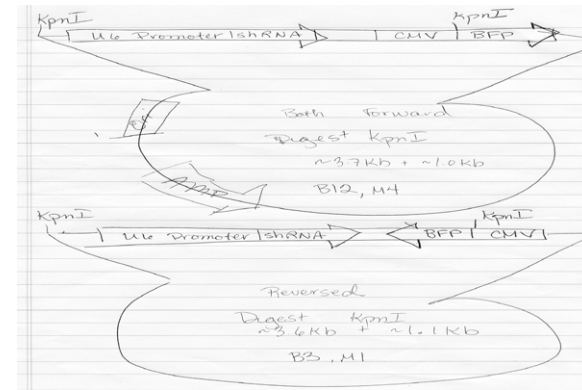 KpnI KpnI
U6 Promoter shRNA CMV BFP
Both Forward
ori
Digest KpnI
~3.7Kb + ~1.0Kb
AMP
B12, M4
KpnI KpnI
U6 Promoter shRNA BFP CMV
Reversed
Digest KpnI
~3.6Kb + ~1.1Kb
B3, M1